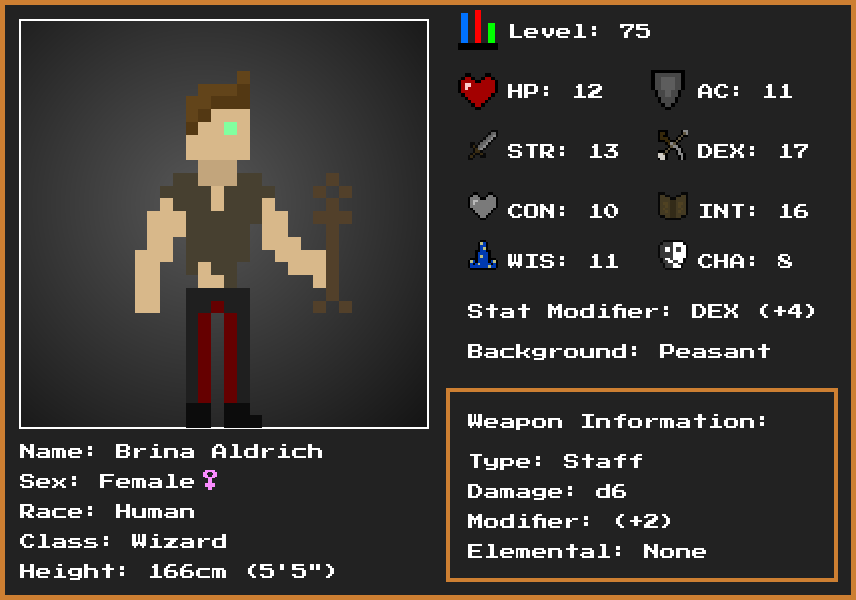 Level: 75
HP: 12
AC: 11
STR: 13
DEX: 17
CON: 10
INT: 16
WIS: 11
CHA: 8
Stat Modifier: DEX (+4)
Background: Peasant
Weapon Information:
Type: Staff
Damage: d6
Modifier: (+2)
Elemental: None
Name: Brina Aldrich
Sex: Female♀
Race: Human
Class: Wizard
Height: 166cm (5'5")